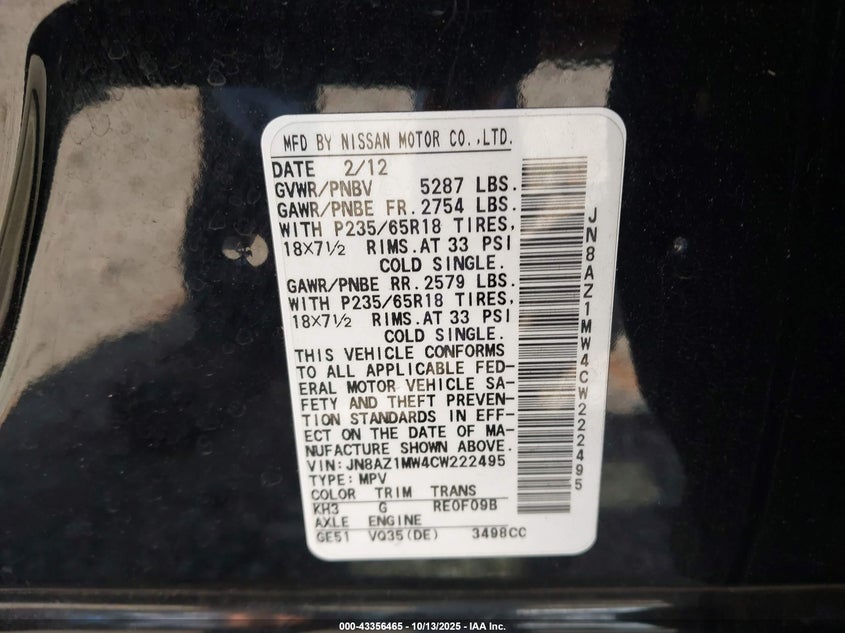 MFD BY NISSAN MOTOR CO.,LTD.
DATE 2/12
GVWR/PNBV 5287 LBS.
GAWR/PNBE FR. 2754 LBS.
WITH P235/65R18 TIRES,
18×7½ RIMS.AT 33 PSI
COLD SINGLE.
GAWR/PNBE RR. 2579 LBS.
WITH P235/65R18 TIRES,
18×7½ RIMS.AT 33 PSI
COLD SINGLE.
THIS VEHICLE CONFORMS
TO ALL APPLICABLE FED-
ERAL MOTOR VEHICLE SA-
FETY AND THEFT PREVEN-
TION STANDARDS IN EFF-
ECT ON THE DATE OF MA-
NUFACTURE SHOWN ABOVE.
VIN:JN8AZ1MW4CW222495
TYPE:MPV
COLOR TRIM TRANS
KH3 G RE0F09B
AXLE ENGINE
GE51 VQ35(DE) 3498CC
JN8AZ1MW4CW222495
000-43356465 - 10/13/2025 - IAA Inc.